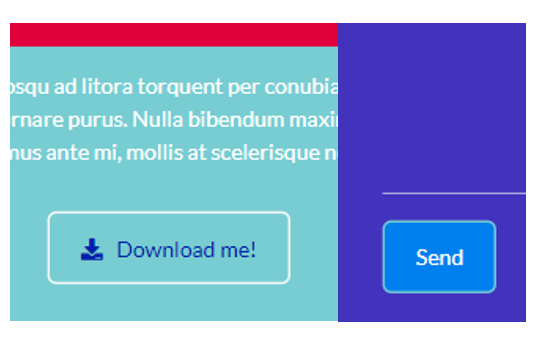 osqu ad litora torquent per conubia
rnare purus. Nulla bibendum maxi
mus ante mi, mollis at scelerisque n
Download me!
Send